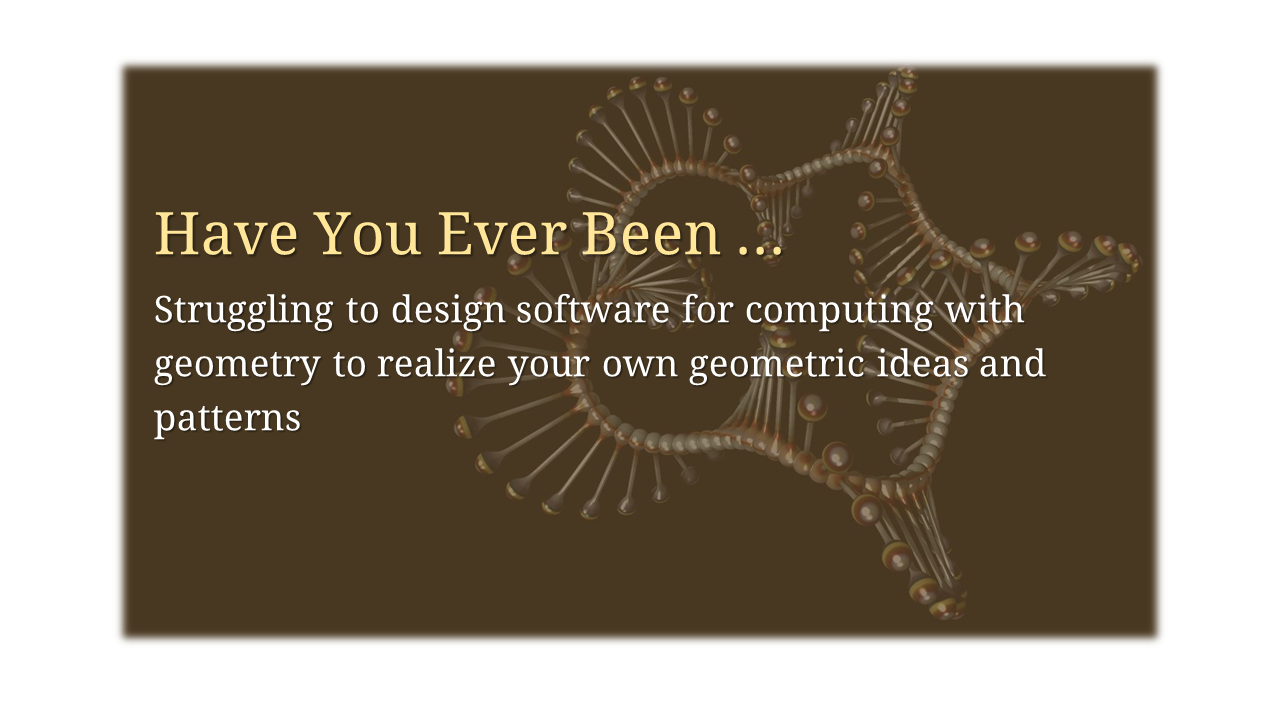 Have You Ever Been ...
Struggling to design software for computing with
geometry to realize your own geometric ideas and
patterns